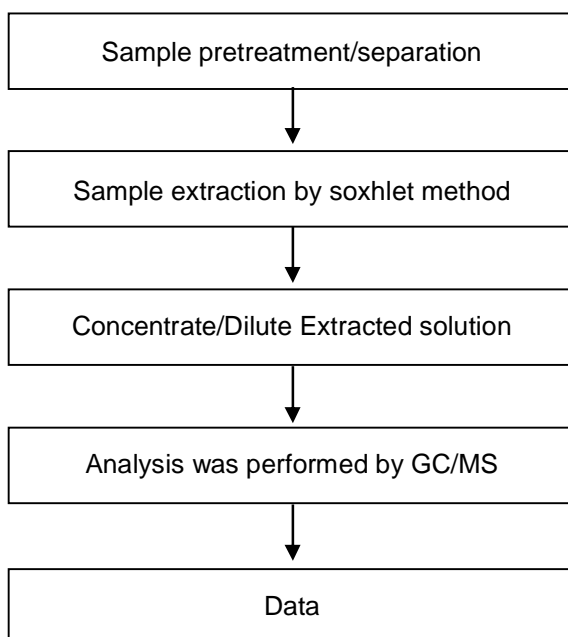 Sample pretreatment/separation
Sample extraction by soxhlet method
Concentrate/Dilute Extracted solution
Analysis was performed by GC/MS
Data